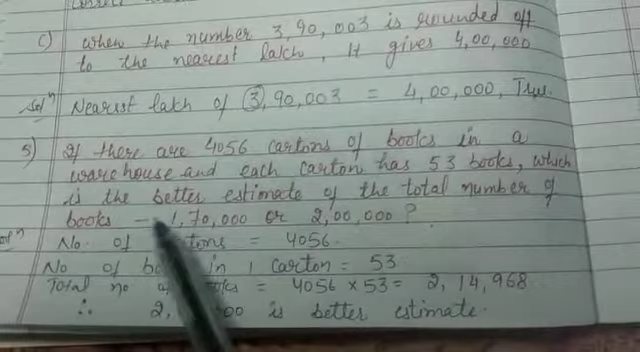 c) when the number 3,90,003 is rounded off
to the nearest lakh, It gives 4,00,000
Solⁿ Nearest lakh of 3,90,003 = 4,00,000, True
5) If there are 4056 cartons of books in a
warehouse and each carton has 53 books, which
is the better estimate of the total number of
books - 1,70,000 or 2,00,000?
No. of = 4056.
No of in 1 carton = 53
Total no = 4056 × 53 = 2,14,968
∴ is better estimate.